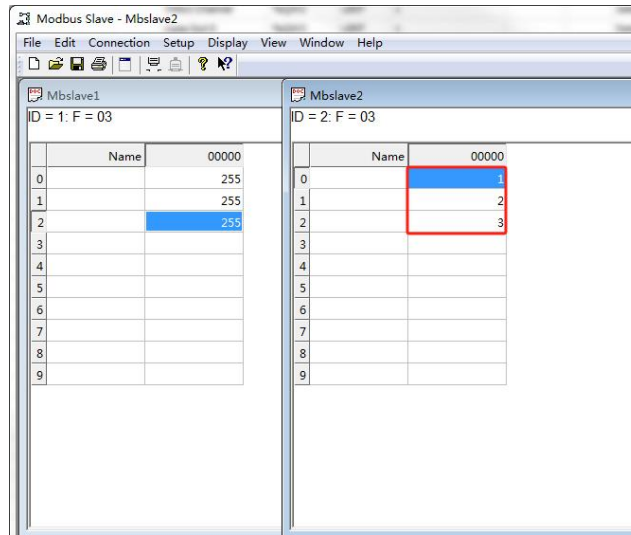 Modbus Slave - Mbslave2
File Edit Connection Setup Display View Window Help
Mbslave1
ID = 1: F = 03
Name 00000
0 255
1 255
2 255
3
4
5
6
7
8
9
Mbslave2
ID = 2: F = 03
Name 00000
0 1
1 2
2 3
3
4
5
6
7
8
9